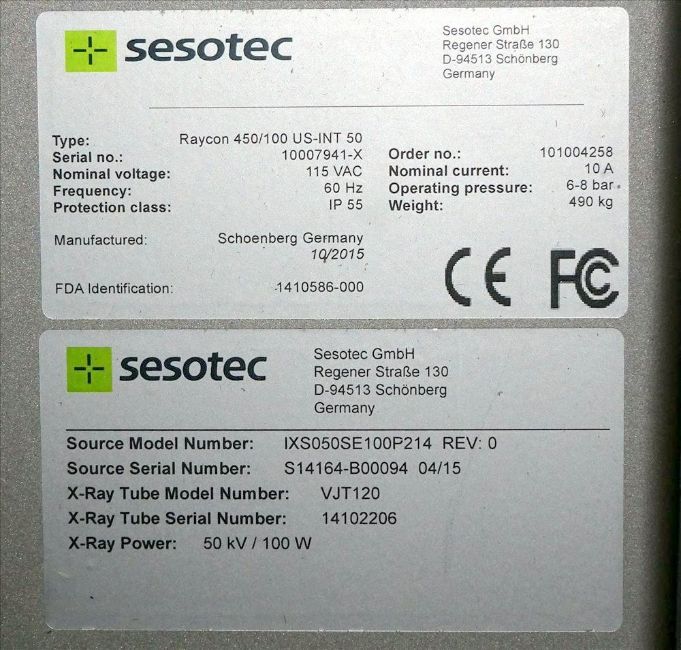 sesotec
Sesotec GmbH
Regener Straße 130
D-94513 Schönberg
Germany
Type: Raycon 450/100 US-INT 50
Serial no.: 10007941-X
Nominal voltage: 115 VAC
Frequency: 60 Hz
Protection class: IP 55
Order no.: 101004258
Nominal current: 10 A
Operating pressure: 6-8 bar
Weight: 490 kg
Manufactured: Schoenberg Germany
10/2015
FDA Identification: 1410586-000
CE FC
sesotec
Sesotec GmbH
Regener Straße 130
D-94513 Schönberg
Germany
Source Model Number: IXS050SE100P214 REV: 0
Source Serial Number: S14164-B00094 04/15
X-Ray Tube Model Number: VJT120
X-Ray Tube Serial Number: 14102206
X-Ray Power: 50 kV / 100 W